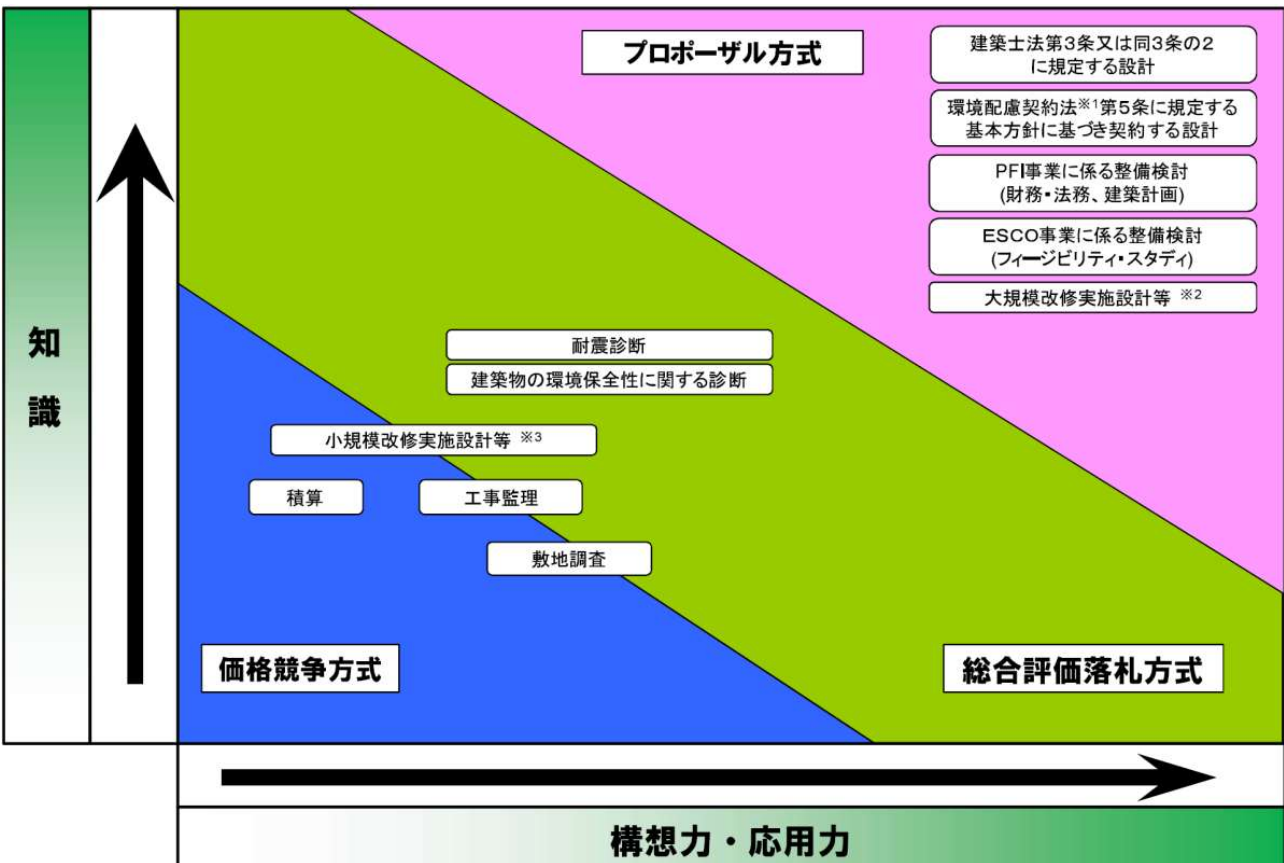 プロポーザル方式
建築士法第3条又は同3条の2
に規定する設計
環境配慮契約法※1第5条に規定する
基本方針に基づき契約する設計
PFI事業に係る整備検討
(財務・法務、建築計画)
ESCO事業に係る整備検討
(フィージビリティ・スタディ)
大規模改修実施設計等 ※2
知識
耐震診断
建築物の環境保全性に関する診断
小規模改修実施設計等 ※3
積算
工事監理
敷地調査
価格競争方式
総合評価落札方式
構想力・応用力